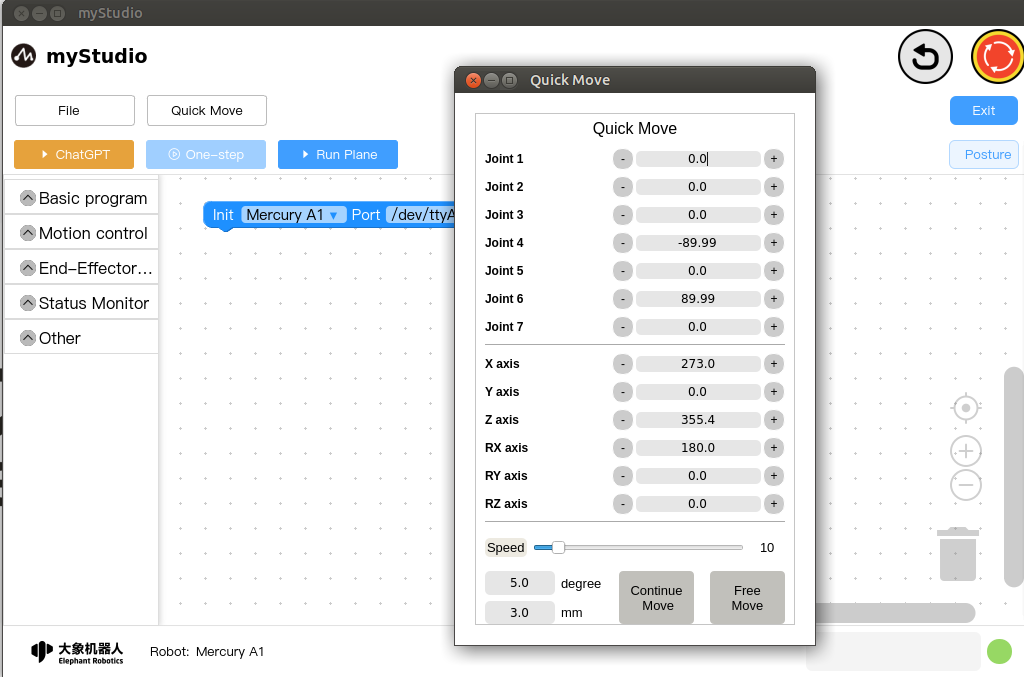 myStudio
myStudio
File
Quick Move
Exit
ChatGPT
One-step
Run Plane
Posture
Basic program
Motion control
End-Effector...
Status Monitor
Other
Init Mercury A1 ▼ Port /dev/ttyA
Quick Move
Quick Move
Joint 1 - 0.0 +
Joint 2 - 0.0 +
Joint 3 - 0.0 +
Joint 4 - -89.99 +
Joint 5 - 0.0 +
Joint 6 - 89.99 +
Joint 7 - 0.0 +
X axis - 273.0 +
Y axis - 0.0 +
Z axis - 355.4 +
RX axis - 180.0 +
RY axis - 0.0 +
RZ axis - 0.0 +
Speed 10
5.0 degree
3.0 mm
Continue
Move
Free
Move
大象机器人
Elephant Robotics
Robot: Mercury A1